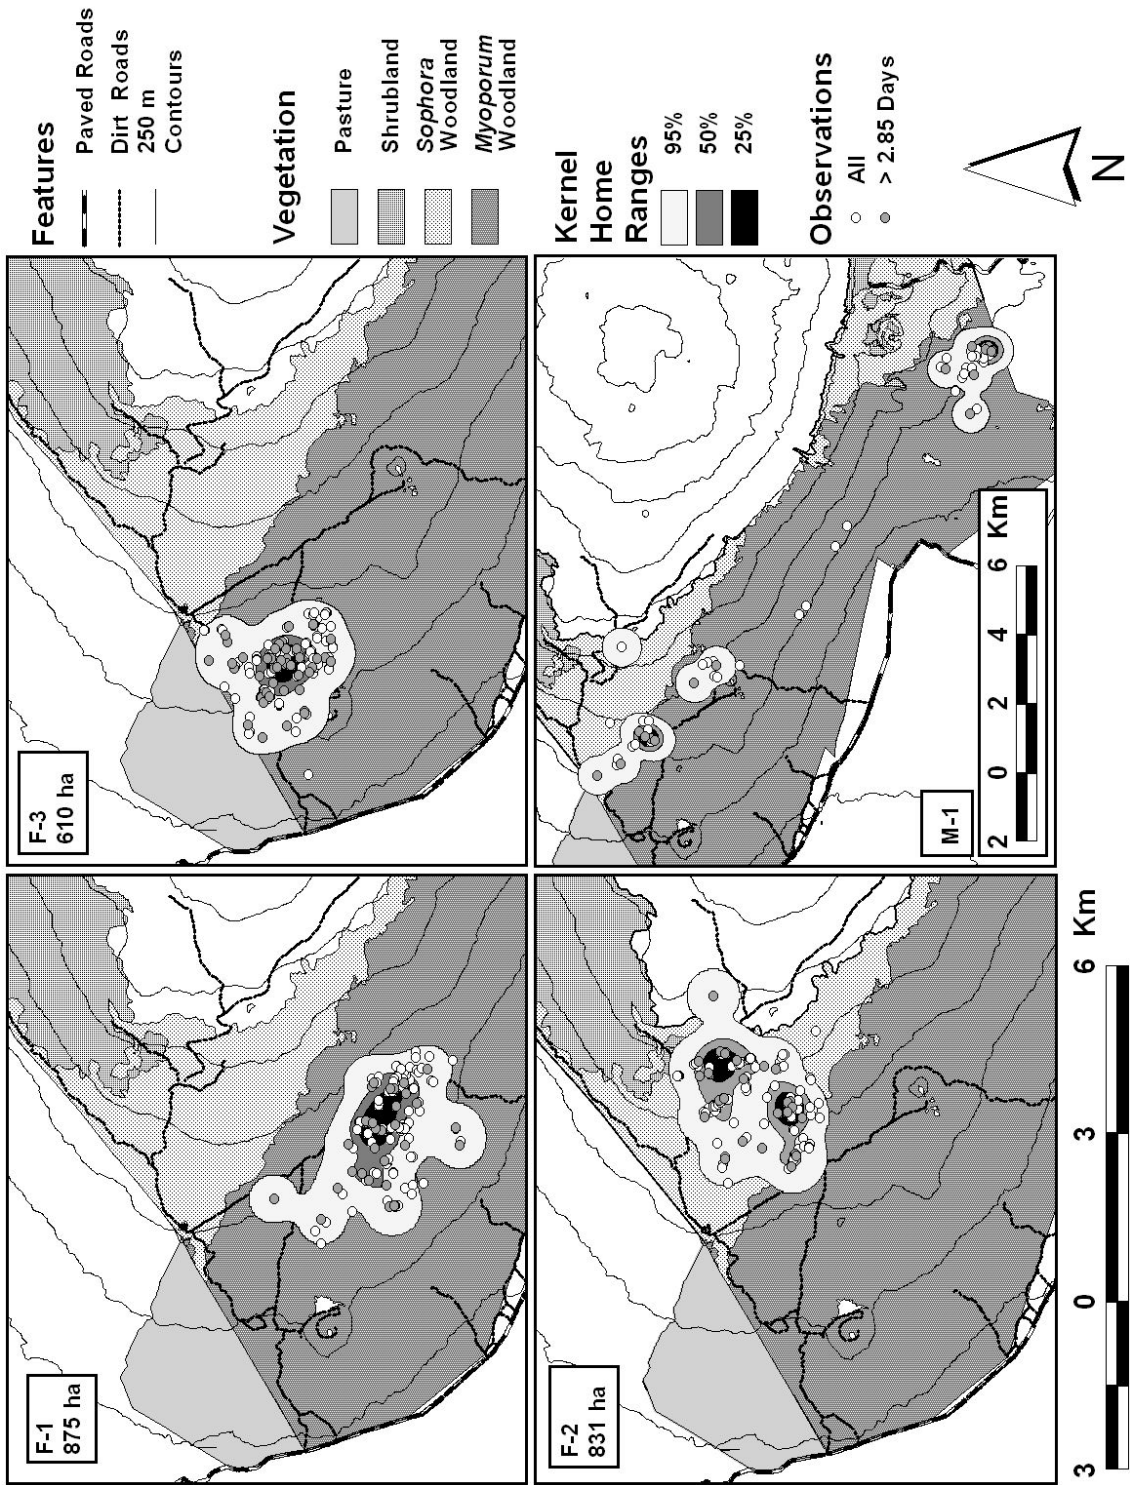 F-1
875 ha
F-3
610 ha
F-2
831 ha
M-1
2 0 2 4 6 Km
3 0 3 6 Km
Features
Paved Roads
Dirt Roads
250 m
Contours
Vegetation
Pasture
Shrubland
Sophora
Woodland
Myoporum
Woodland
Kernel
Home
Ranges
95%
50%
25%
Observations
All
> 2.85 Days
N